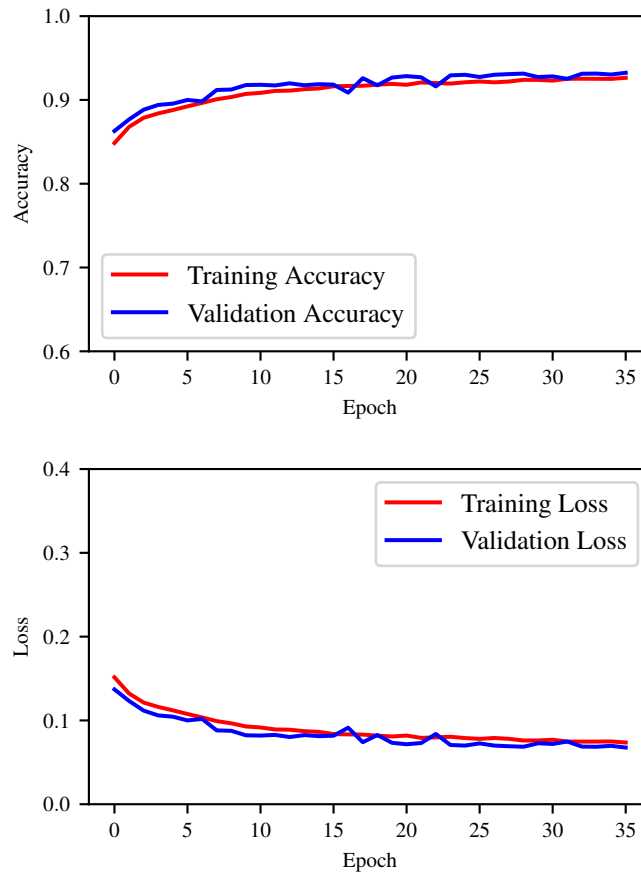 1.0
0.9
0.8
0.7
0.6
Accuracy
Training Accuracy
Validation Accuracy
0 5 10 15 20 25 30 35
Epoch
0.4
0.3
0.2
0.1
0.0
Loss
Training Loss
Validation Loss
0 5 10 15 20 25 30 35
Epoch